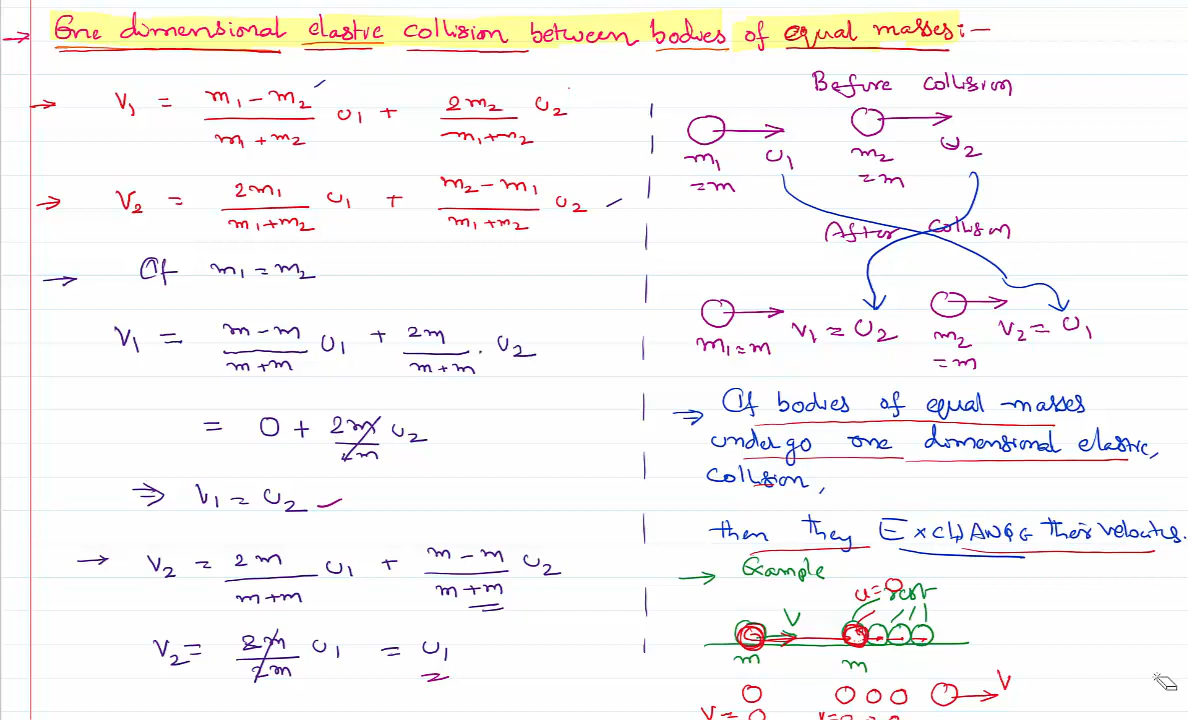 → One dimensional elastic collision between bodies of equal masses:-
→ V1 = (m1-m2)/(m1+m2) U1 + 2m2/(m1+m2) U2
→ V2 = 2m1/(m1+m2) U1 + (m2-m1)/(m1+m2) U2
→ If m1 = m2
V1 = (m-m)/(m+m) U1 + 2m/(m+m) . U2
= 0 + 2m/2m U2
⇒ V1 = U2
→ V2 = 2m/(m+m) U1 + (m-m)/(m+m) U2
V2 = 2m/2m U1 = U1
Before collision
m1 =m U1 m2 =m U2
After collision
m1=m V1 = U2 m2 =m V2 = U1
⇒ If bodies of equal masses
undergo one dimensional elastic
collision,
then they EXCHANGE their velocities.
→ Example
u=0 rest
V
m m
V
V=0